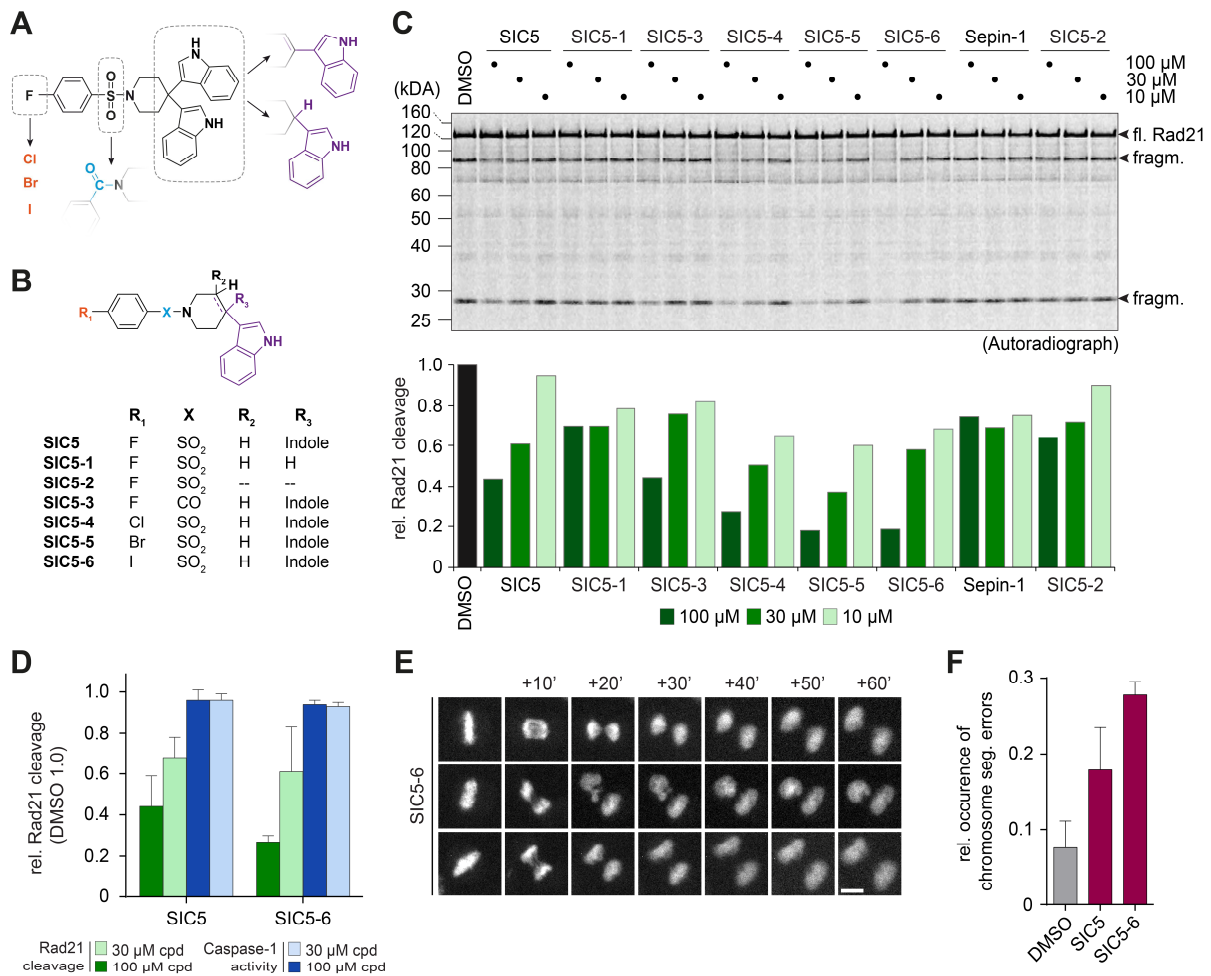 A
F
O
S
O
N
H
N
N
H
NH
H
NH
Cl
Br
I
O
C
N
B
R1
X
N
R2
H
R3
NH
R1 X R2 R3
SIC5 F SO2 H Indole
SIC5-1 F SO2 H H
SIC5-2 F SO2 -- --
SIC5-3 F CO H Indole
SIC5-4 Cl SO2 H Indole
SIC5-5 Br SO2 H Indole
SIC5-6 I SO2 H Indole
C
DMSO SIC5 SIC5-1 SIC5-3 SIC5-4 SIC5-5 SIC5-6 Sepin-1 SIC5-2
100 µM
30 µM
10 µM
(kDA)
160
120
100
80
60
50
40
30
25
fl. Rad21
fragm.
fragm.
(Autoradiograph)
rel. Rad21 cleavage
1.0
0.8
0.6
0.4
0.2
0
DMSO SIC5 SIC5-1 SIC5-3 SIC5-4 SIC5-5 SIC5-6 Sepin-1 SIC5-2
100 µM 30 µM 10 µM
D
rel. Rad21 cleavage
(DMSO 1.0)
1.0
0.8
0.6
0.4
0.2
0
SIC5 SIC5-6
Rad21 30 µM cpd Caspase-1 30 µM cpd
cleavage 100 µM cpd activity 100 µM cpd
E
+10’ +20’ +30’ +40’ +50’ +60’
SIC5-6
F
rel. occurence of
chromosome seg. errors
0.3
0.2
0.1
0
DMSO SIC5 SIC5-6